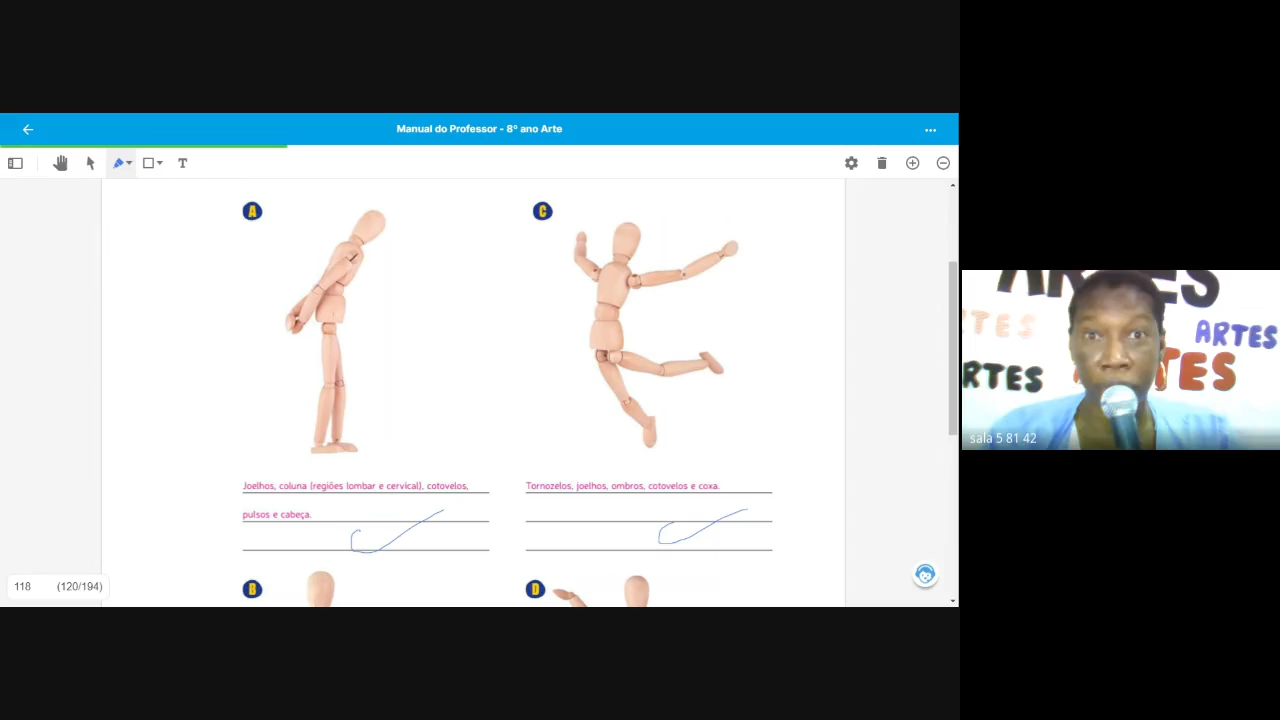 Manual do Professor - 8º ano Arte
T
A
C
Joelhos, coluna (regiões lombar e cervical), cotovelos,
pulsos e cabeça.
Tornozelos, joelhos, ombros, cotovelos e coxa.
B
D
118 (120/194)
ARTES
ARTES
sala 5 81 42